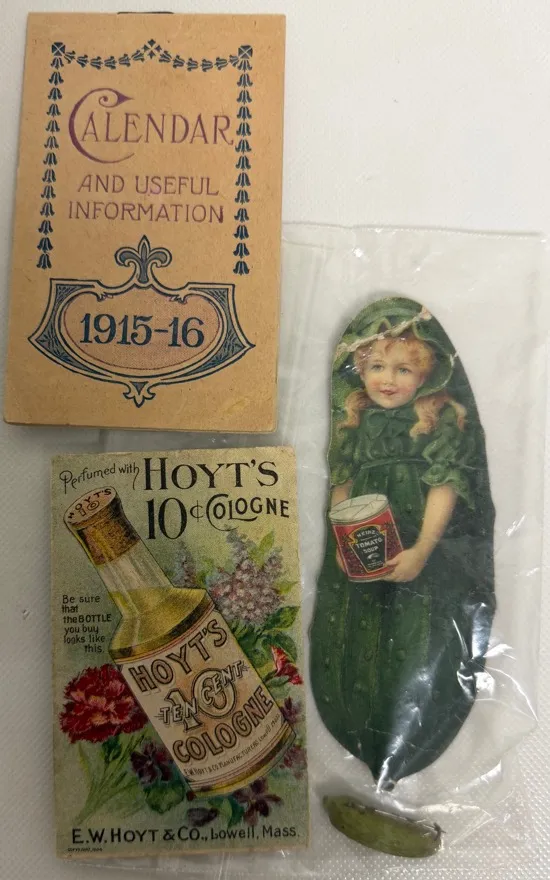 CALENDAR
AND USEFUL
INFORMATION
1915-16
Perfumed with HOYT'S
10¢ COLOGNE
HOYT'S
10
Be sure
that
the BOTTLE
you buy
looks like
this.
HOYT'S
TEN CENT
10
COLOGNE
E.W. HOYT & CO., Lowell, Mass.
HEINZ
TOMATO
SOUP